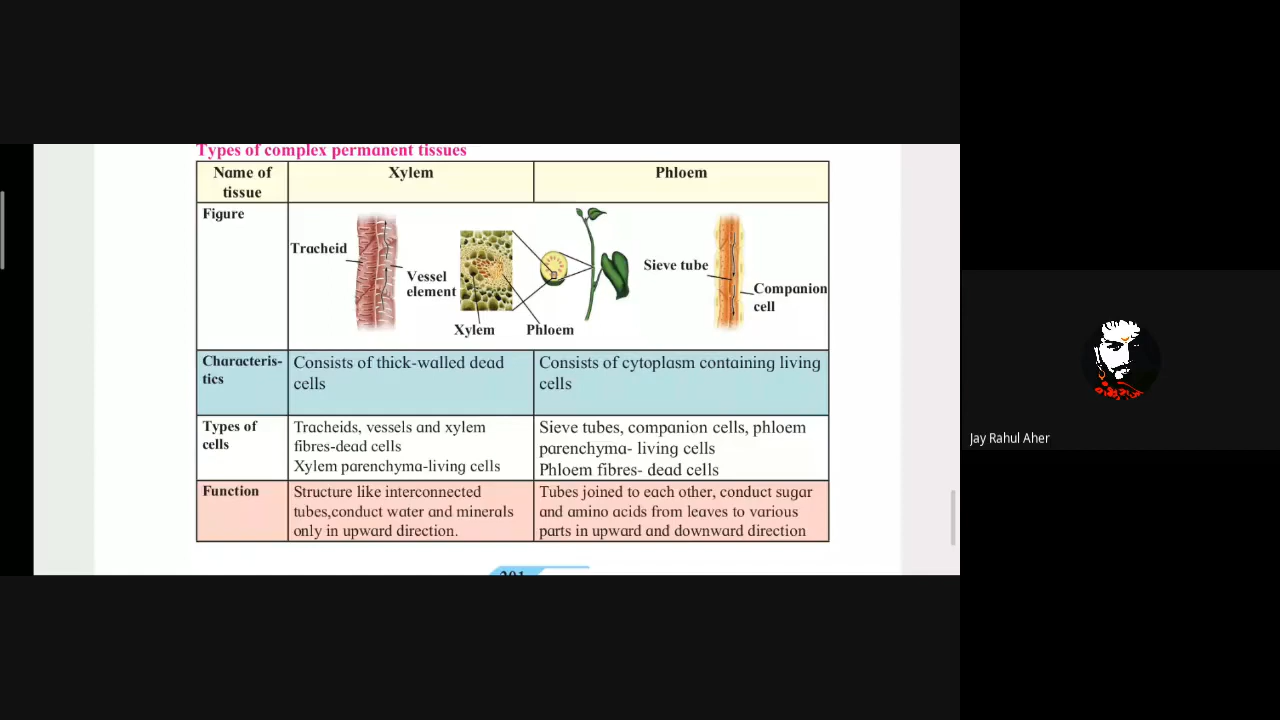 Types of complex permanent tissues
Name of
tissue
Xylem
Phloem
Figure
Tracheid
Vessel
element
Xylem
Phloem
Sieve tube
Companion
cell
Characteris-
tics
Consists of thick-walled dead
cells
Consists of cytoplasm containing living
cells
Types of
cells
Tracheids, vessels and xylem
fibres-dead cells
Xylem parenchyma-living cells
Sieve tubes, companion cells, phloem
parenchyma- living cells
Phloem fibres- dead cells
Function
Structure like interconnected
tubes,conduct water and minerals
only in upward direction.
Tubes joined to each other, conduct sugar
and amino acids from leaves to various
parts in upward and downward direction
Jay Rahul Aher